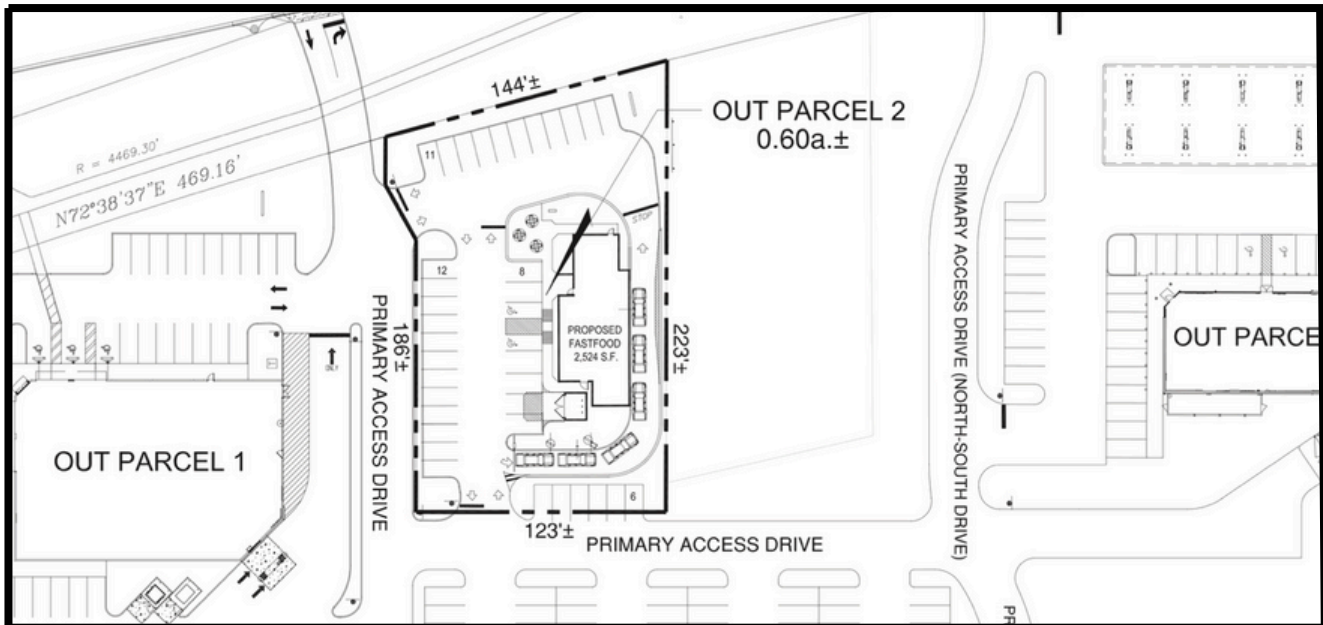 144'±
OUT PARCEL 2
0.60a.±
R = 4469.30'
N72°38'37"E 469.16'
11
STOP
12
8
PRIMARY ACCESS DRIVE
186'±
PROPOSED
FASTFOOD
2,524 S.F.
223'±
PRIMARY ACCESS DRIVE (NORTH-SOUTH DRIVE)
OUT PARCE
ONLY
OUT PARCEL 1
6
123'±
PRIMARY ACCESS DRIVE
PR